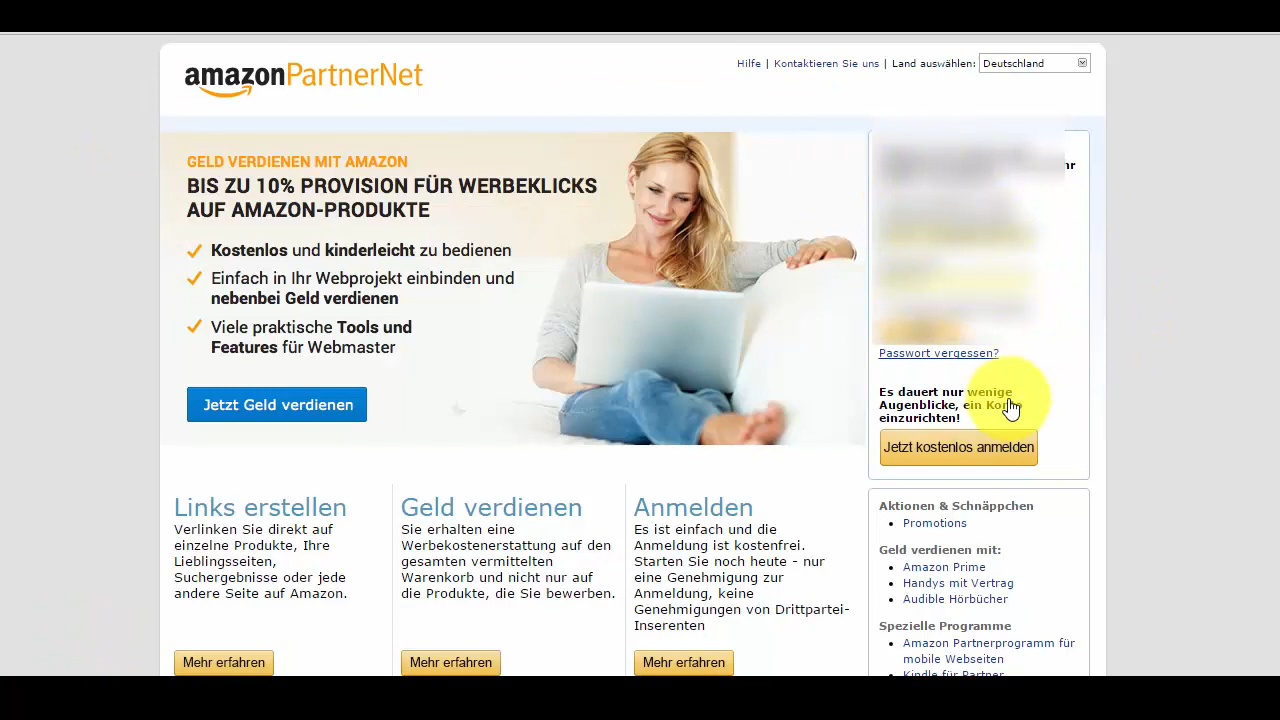 amazonPartnerNet
Hilfe | Kontaktieren Sie uns | Land auswählen: Deutschland
GELD VERDIENEN MIT AMAZON
BIS ZU 10% PROVISION FÜR WERBEKLICKS
AUF AMAZON-PRODUKTE
Kostenlos und kinderleicht zu bedienen
Einfach in Ihr Webprojekt einbinden und
nebenbei Geld verdienen
Viele praktische Tools und
Features für Webmaster
Jetzt Geld verdienen
Passwort vergessen?
Es dauert nur wenige
Augenblicke, ein
einzurichten!
Jetzt kostenlos anmelden
Links erstellen
Verlinken Sie direkt auf
einzelne Produkte, Ihre
Lieblingsseiten,
Suchergebnisse oder jede
andere Seite auf Amazon.
Mehr erfahren
Geld verdienen
Sie erhalten eine
Werbekostenerstattung auf den
gesamten vermittelten
Warenkorb und nicht nur auf
die Produkte, die Sie bewerben.
Mehr erfahren
Anmelden
Es ist einfach und die
Anmeldung ist kostenfrei.
Starten Sie noch heute - nur
eine Genehmigung zur
Anmeldung, keine
Genehmigungen von Drittpartei-
Inserenten
Mehr erfahren
Aktionen & Schnäppchen
Promotions
Geld verdienen mit:
Amazon Prime
Handys mit Vertrag
Audible Hörbücher
Spezielle Programme
Amazon Partnerprogramm für
mobile Webseiten
Kindle für Partner